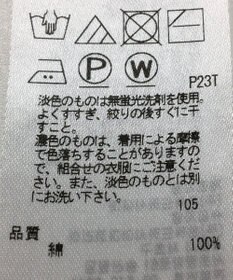 P W P23T
淡色のものは無蛍光洗剤を使用。
よくすすぎ、絞りの後すぐに干
すこと。
濃色のものは、着用による摩擦
で色落ちすることがありますの
で、組合せの衣服にご注意くだ
さい。また、淡色のものとは別
にお洗い下さい。
105
品質
綿 100%